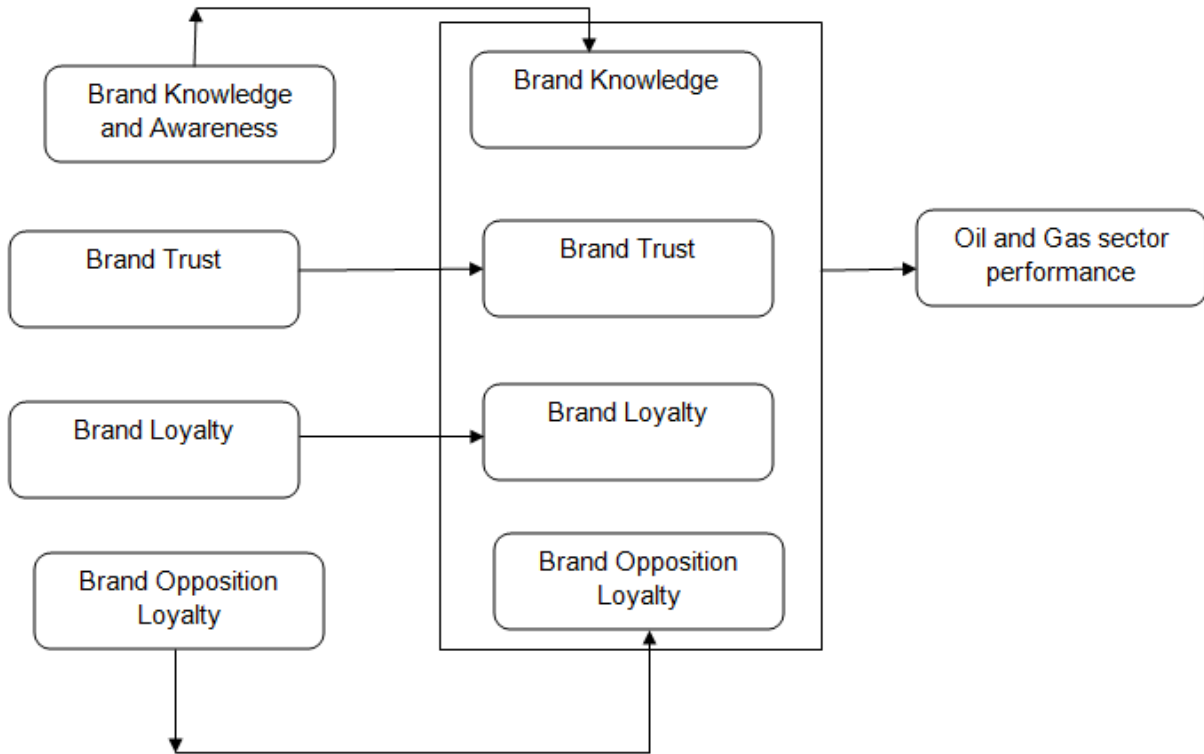 Brand Knowledge
and Awareness
Brand Knowledge
Brand Trust
Brand Trust
Oil and Gas sector
performance
Brand Loyalty
Brand Loyalty
Brand Opposition
Loyalty
Brand Opposition
Loyalty